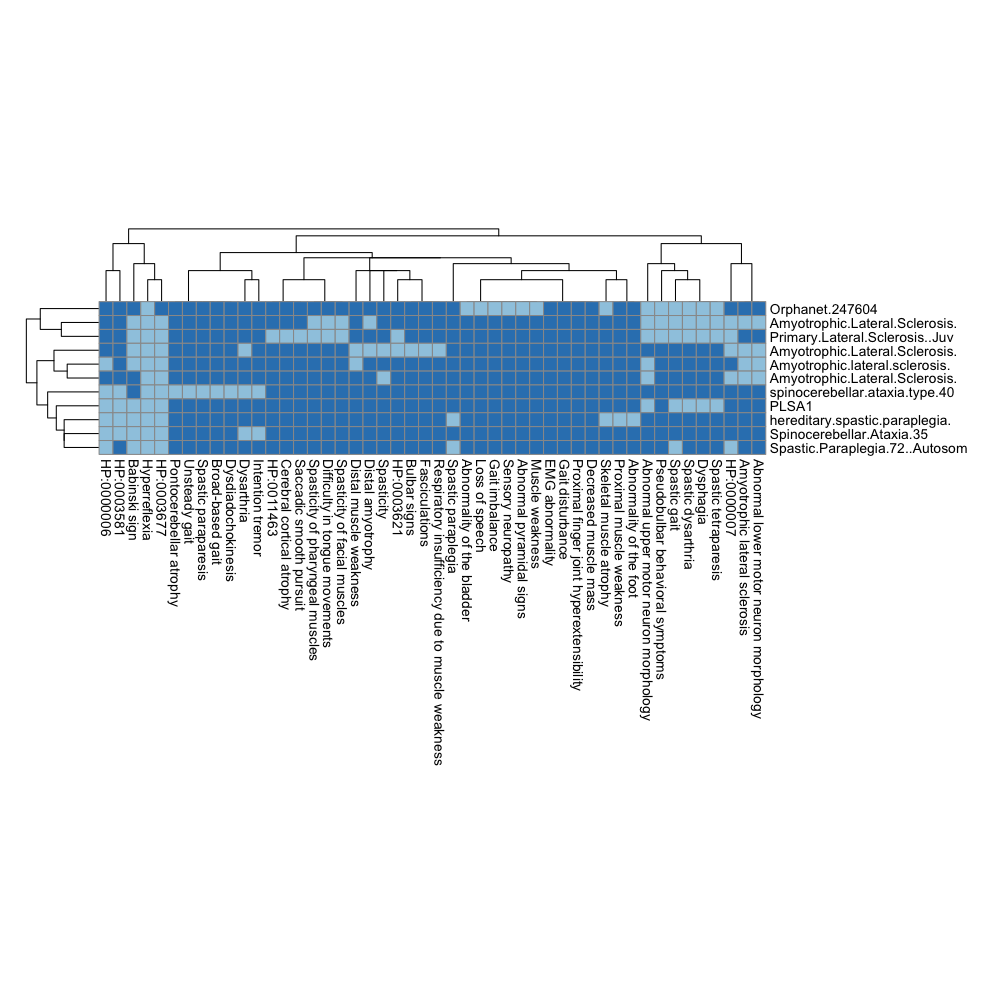 Orphanet.247604
Amyotrophic.Lateral.Sclerosis.
Primary.Lateral.Sclerosis..Juv
Amyotrophic.Lateral.Sclerosis.
Amyotrophic.lateral.sclerosis.
Amyotrophic.Lateral.Sclerosis.
spinocerebellar.ataxia.type.40
PLSA1
hereditary.spastic.paraplegia.
Spinocerebellar.Ataxia.35
Spastic.Paraplegia.72..Autosom
HP:0000006
HP:0003581
Babinski sign
Hyperreflexia
HP:0003677
Pontocerebellar atrophy
Unsteady gait
Spastic paraparesis
Broad-based gait
Dysdiadochokinesis
Dysarthria
Intention tremor
HP:0011463
Cerebral cortical atrophy
Saccadic smooth pursuit
Spasticity of pharyngeal muscles
Difficulty in tongue movements
Spasticity of facial muscles
Distal muscle weakness
Distal amyotrophy
Spasticity
HP:0003621
Bulbar signs
Fasciculations
Respiratory insufficiency due to muscle weakness
Spastic paraplegia
Abnormality of the bladder
Loss of speech
Gait imbalance
Sensory neuropathy
Abnormal pyramidal signs
Muscle weakness
EMG abnormality
Gait disturbance
Proximal finger joint hyperextensibility
Decreased muscle mass
Skeletal muscle atrophy
Proximal muscle weakness
Abnormality of the foot
Abnormal upper motor neuron morphology
Pseudobulbar behavioral symptoms
Spastic gait
Spastic dysarthria
Dysphagia
Spastic tetraparesis
HP:0000007
Amyotrophic lateral sclerosis
Abnormal lower motor neuron morphology